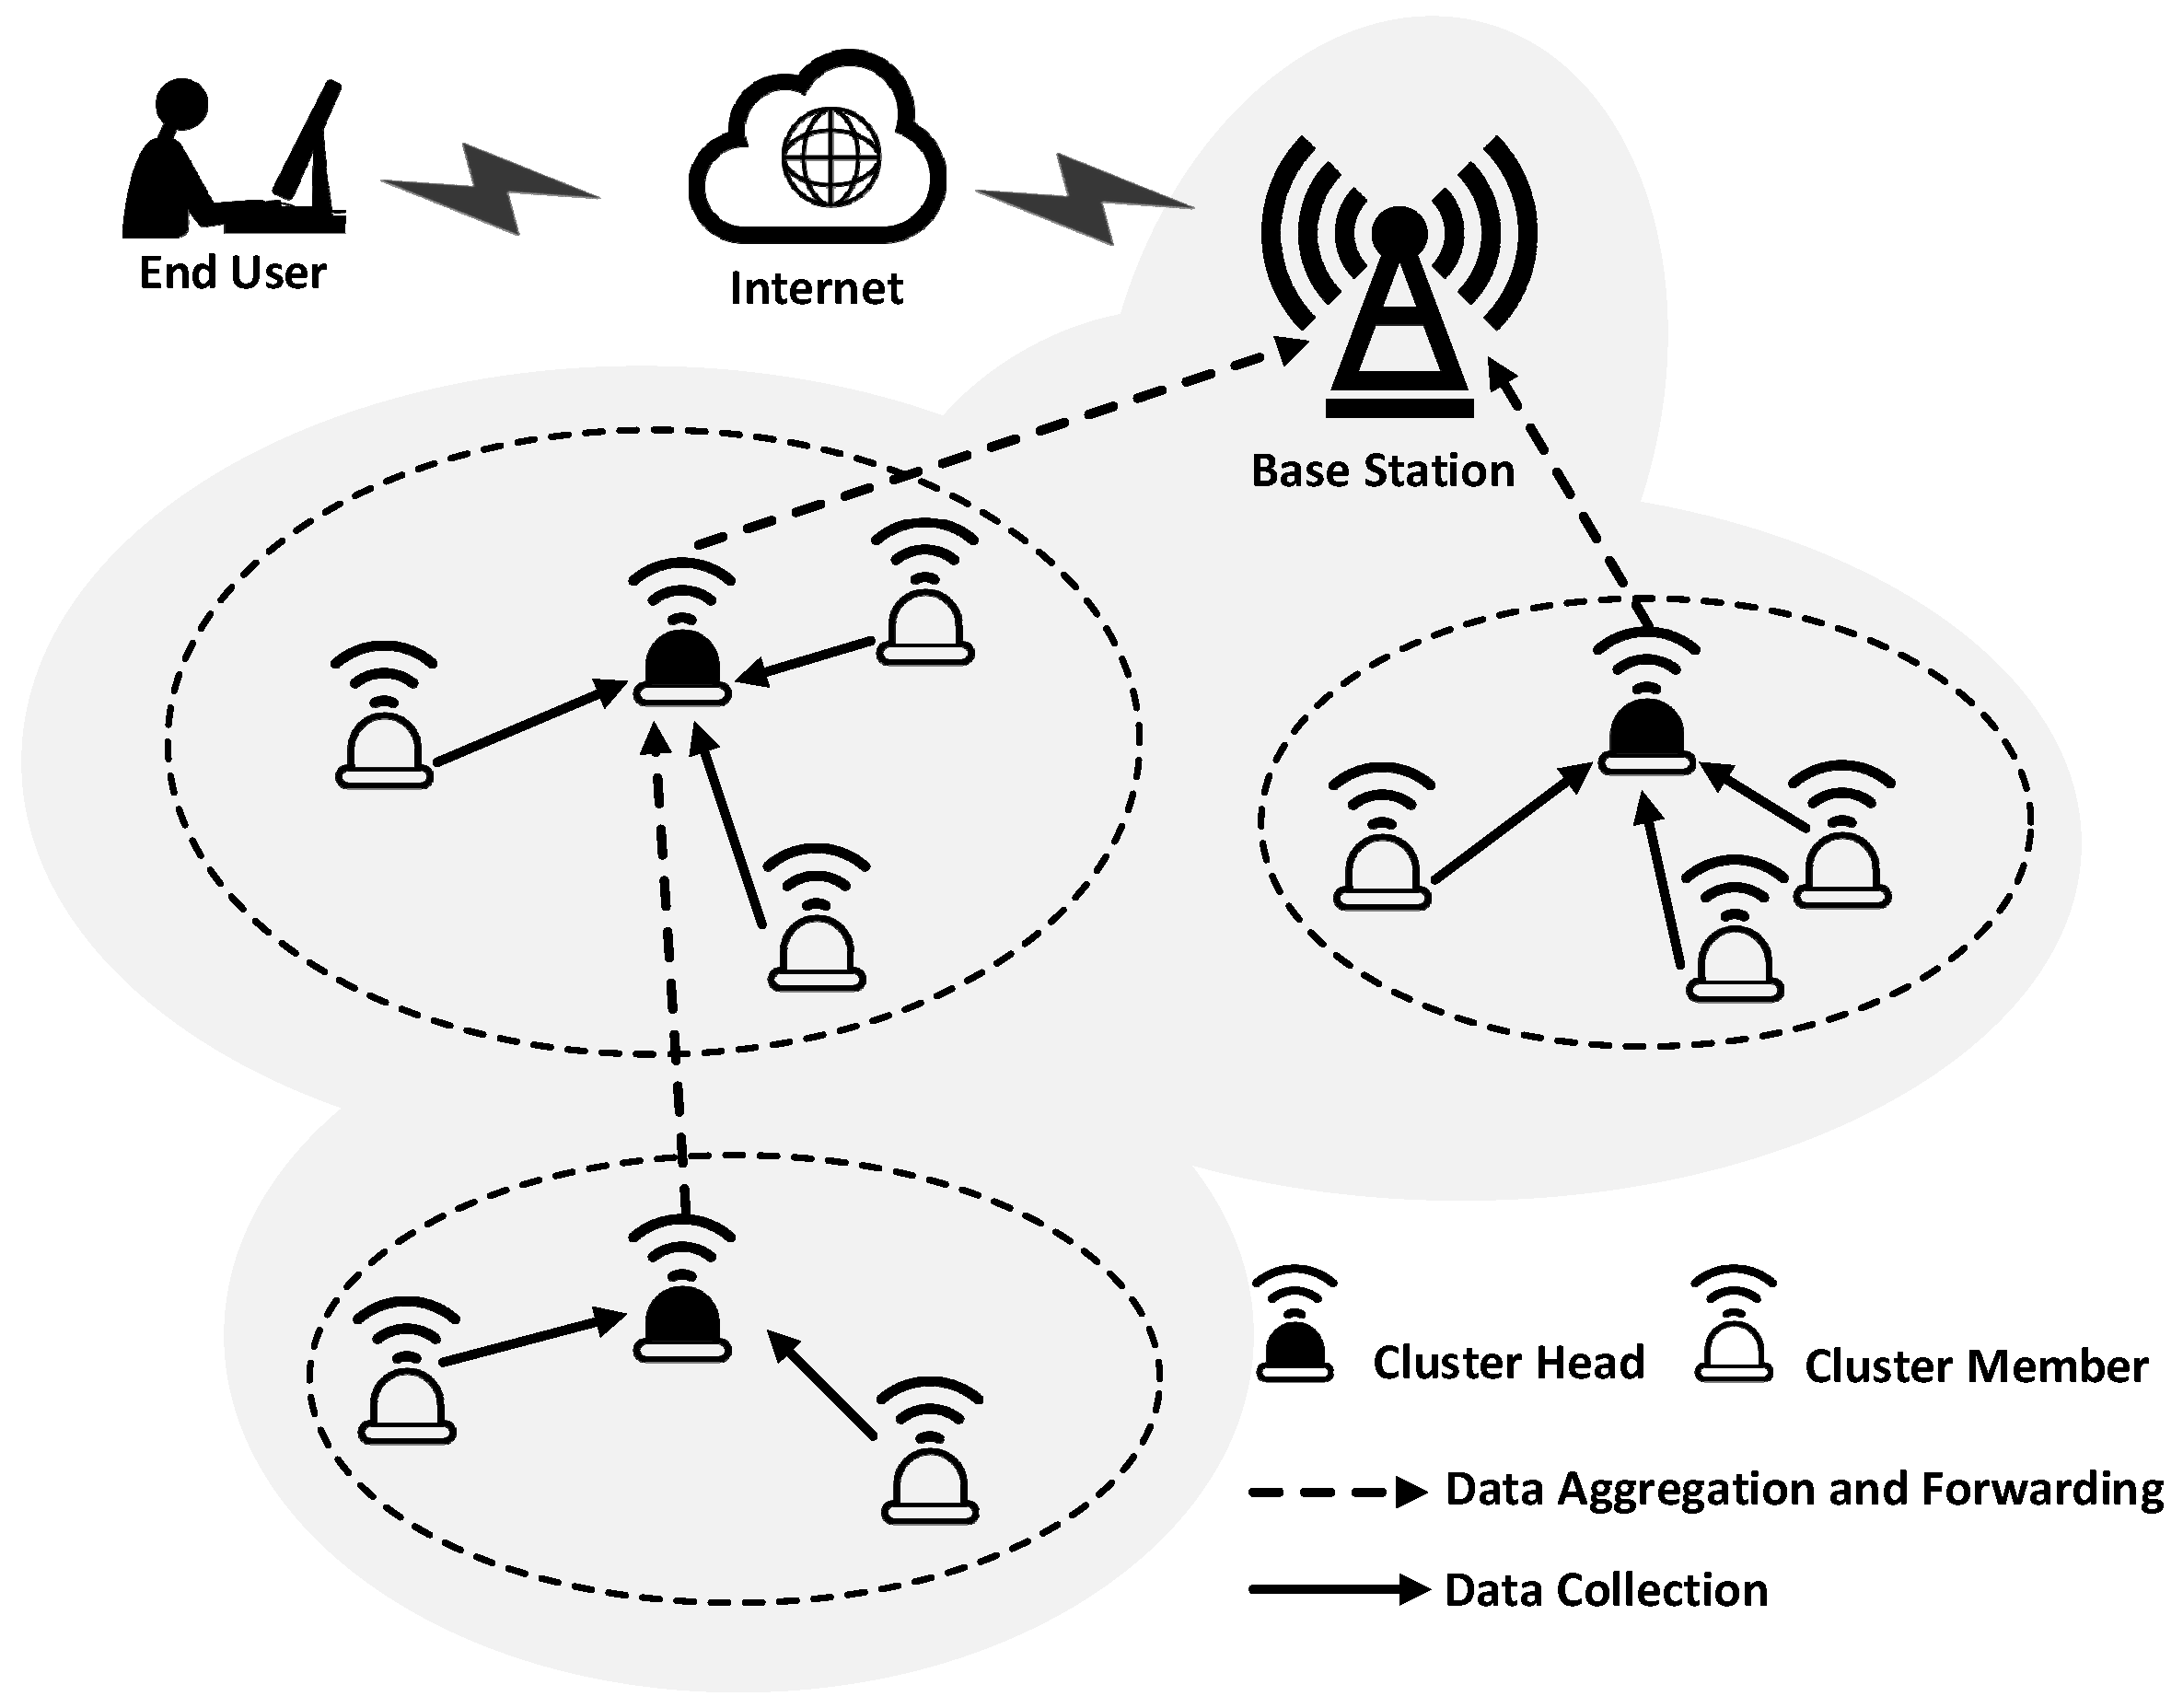 End User
Internet
Base Station
Cluster Head
Cluster Member
Data Aggregation and Forwarding
Data Collection